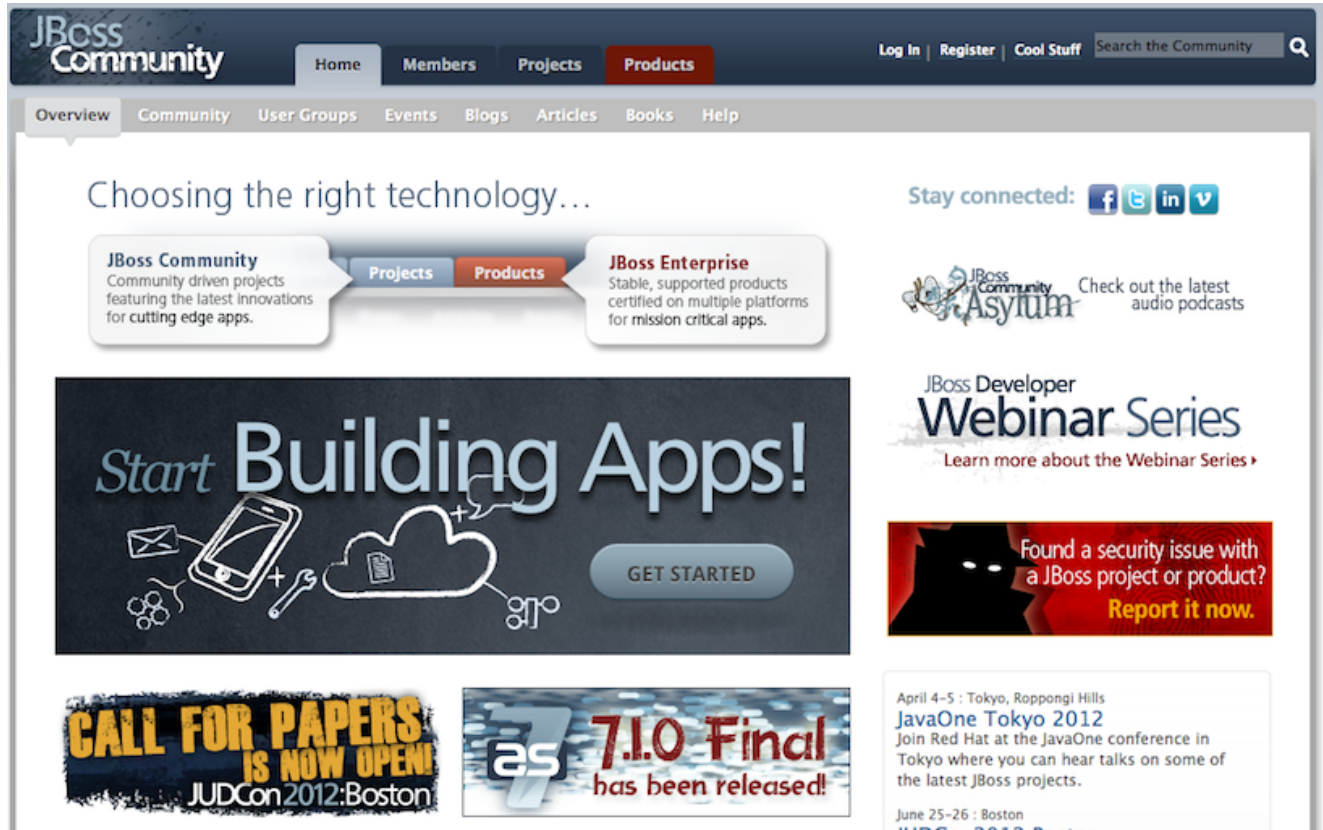 JBoss
Community
Home
Members
Projects
Products
Log In | Register | Cool Stuff
Search the Community
Overview
Community
User Groups
Events
Blogs
Articles
Books
Help
Choosing the right technology...
JBoss Community
Community driven projects
featuring the latest innovations
for cutting edge apps.
Projects
Products
JBoss Enterprise
Stable, supported products
certified on multiple platforms
for mission critical apps.
Stay connected:
f
t
in
v
JBoss
Community
Asylum
Check out the latest
audio podcasts
JBoss Developer
Webinar Series
Learn more about the Webinar Series
Start Building Apps!
GET STARTED
Found a security issue with
a JBoss project or product?
Report it now.
CALL FOR PAPERS
IS NOW OPEN!
JUDCon2012:Boston
7
as
7.1.0 Final
has been released!
April 4-5 : Tokyo, Roppongi Hills
JavaOne Tokyo 2012
Join Red Hat at the JavaOne conference in
Tokyo where you can hear talks on some of
the latest JBoss projects.
June 25-26 : Boston
JUDCon 2012 Boston